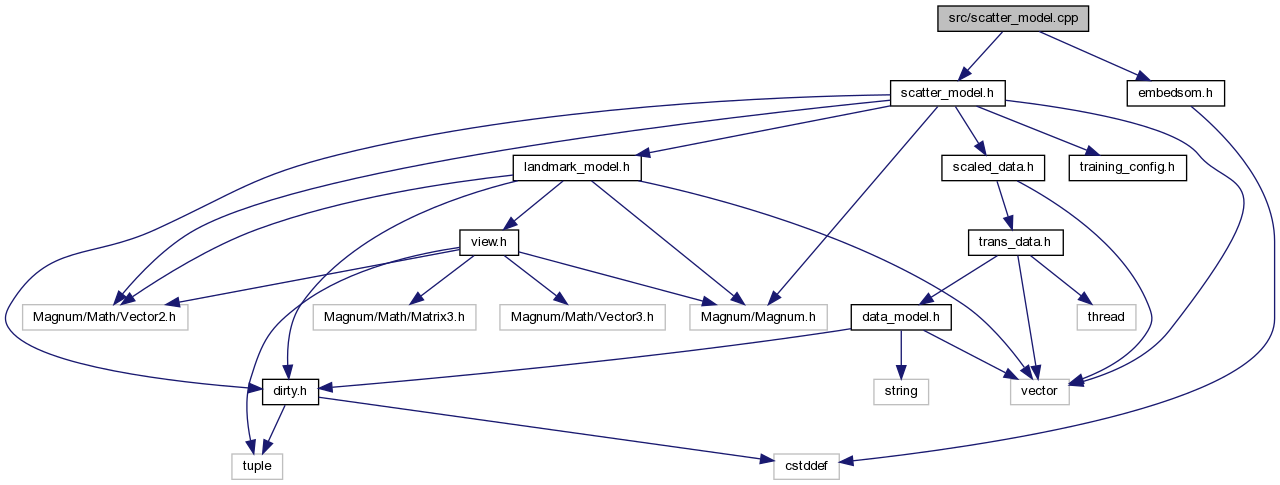 src/scatter_model.cpp
scatter_model.h
embedsom.h
landmark_model.h
scaled_data.h
training_config.h
view.h
trans_data.h
Magnum/Math/Vector2.h
Magnum/Math/Matrix3.h
Magnum/Math/Vector3.h
Magnum/Magnum.h
data_model.h
thread
dirty.h
string
vector
tuple
cstddef